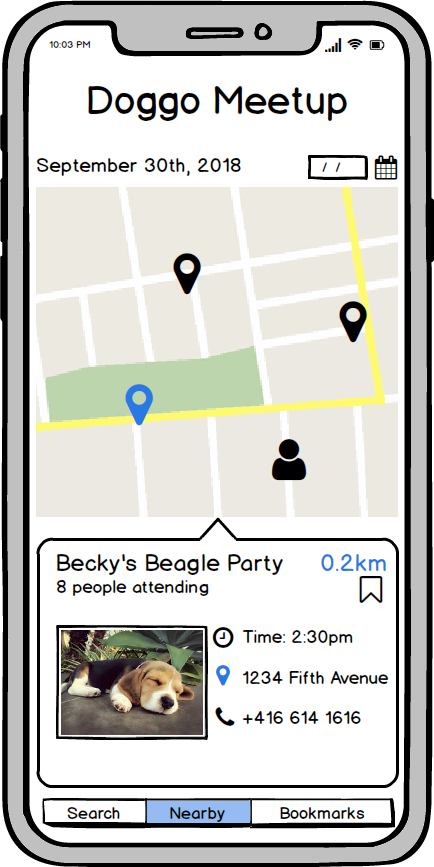 10:03 PM
Doggo Meetup
September 30th, 2018
/ /
Becky's Beagle Party
0.2km
8 people attending
Time: 2:30pm
1234 Fifth Avenue
+416 614 1616
Search
Nearby
Bookmarks